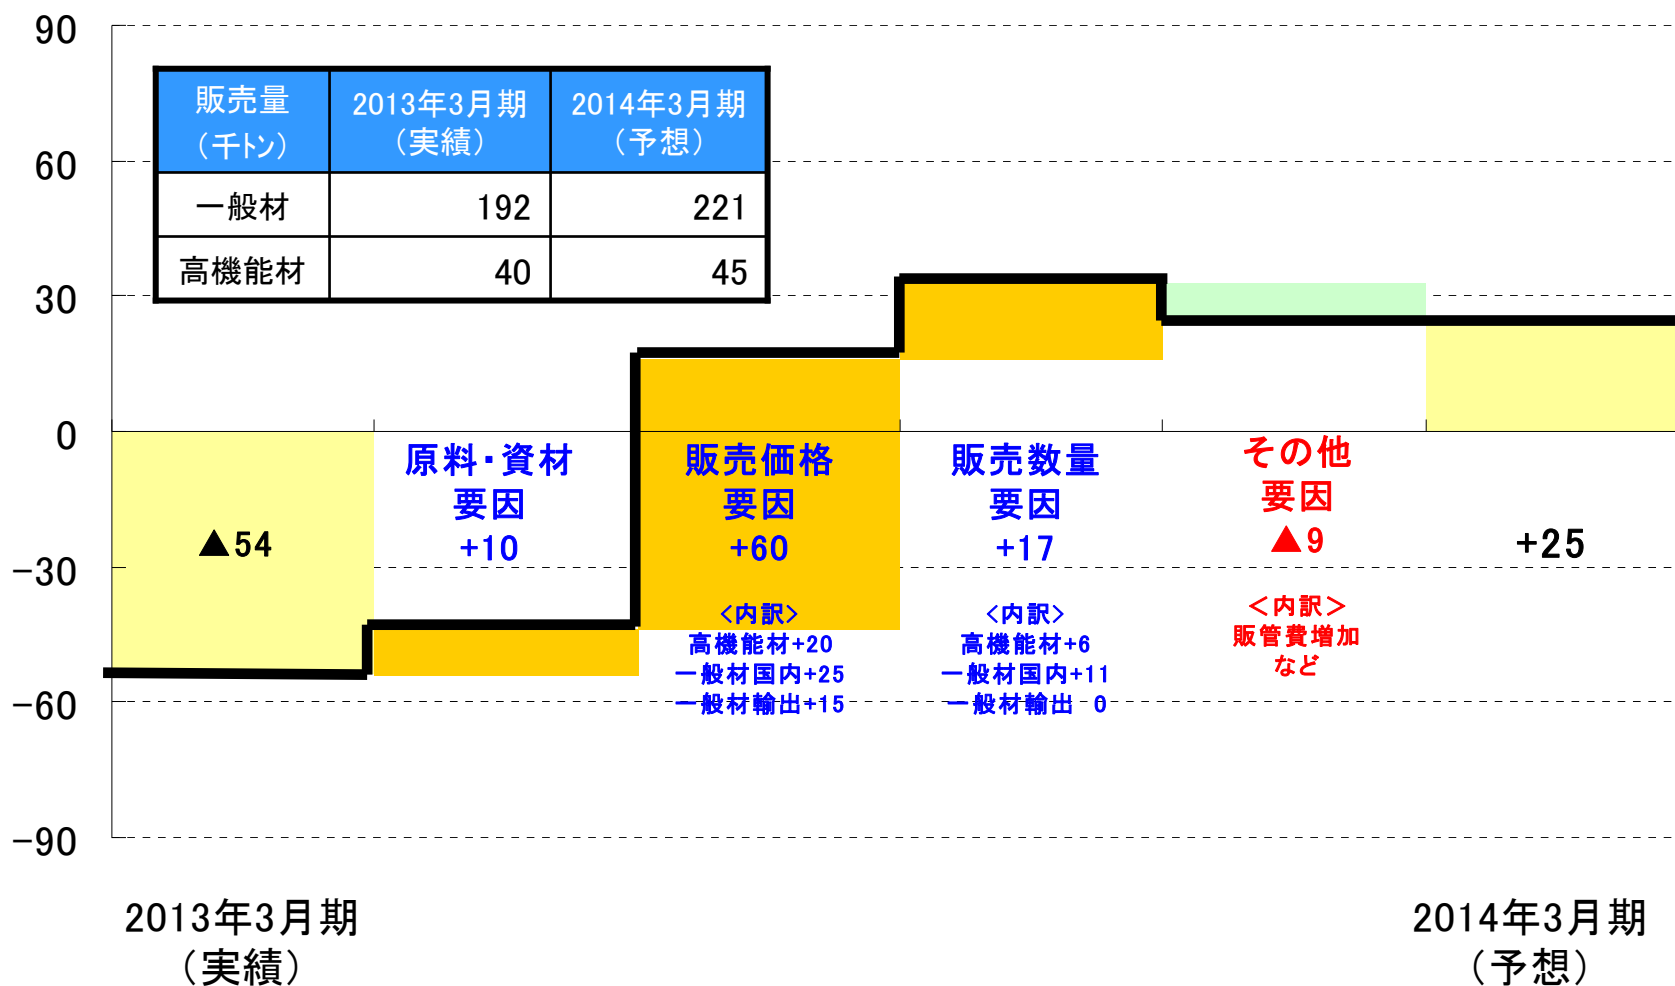 90
60
30
0
-30
-60
-90
販売量
(千トン)
2013年3月期
(実績)
2014年3月期
(予想)
一般材
192
221
高機能材
40
45
▲54
原料・資材
要因
+10
販売価格
要因
+60
<内訳>
高機能材+20
一般材国内+25
一般材輸出+15
販売数量
要因
+17
<内訳>
高機能材+6
一般材国内+11
一般材輸出 0
その他
要因
▲9
<内訳>
販管費増加
など
+25
2013年3月期
(実績)
2014年3月期
(予想)